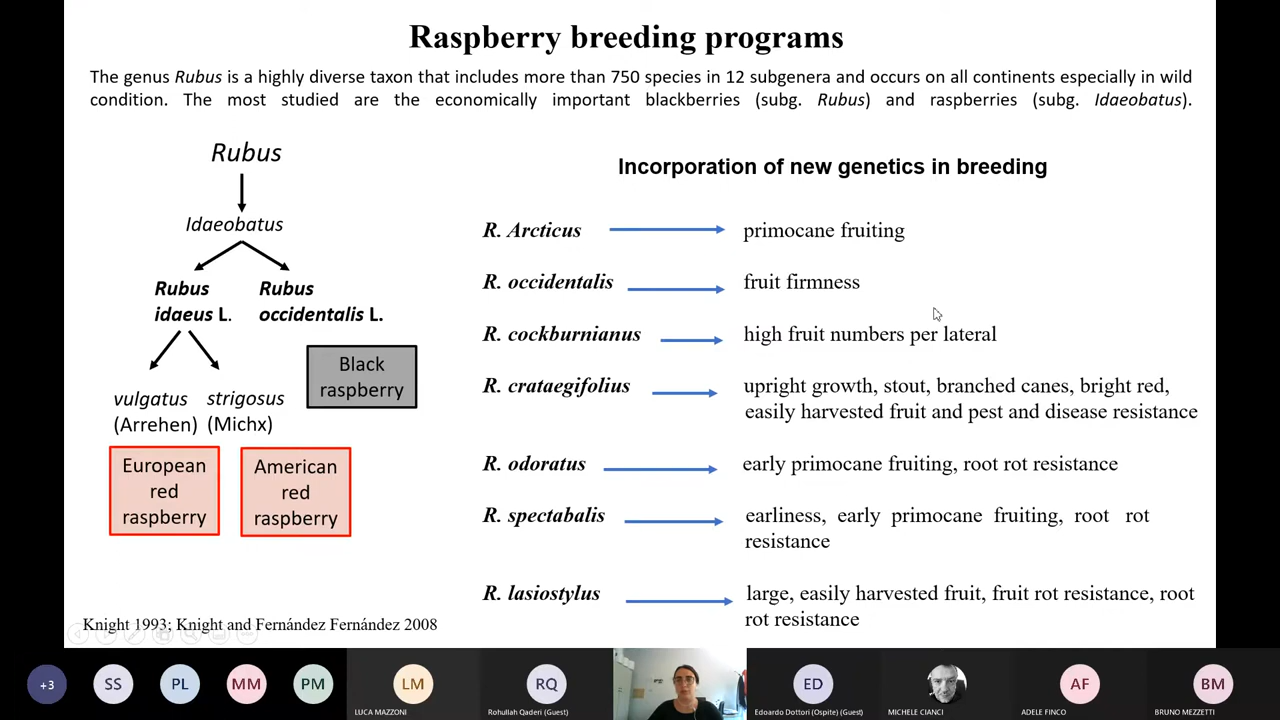 Raspberry breeding programs
The genus Rubus is a highly diverse taxon that includes more than 750 species in 12 subgenera and occurs on all continents especially in wild
condition. The most studied are the economically important blackberries (subg. Rubus) and raspberries (subg. Idaeobatus).
Rubus
Idaeobatus
Rubus
idaeus L.
Rubus
occidentalis L.
Black
raspberry
vulgatus
(Arrehen)
strigosus
(Michx)
European
red
raspberry
American
red
raspberry
Knight 1993; Knight and Fernández Fernández 2008
Incorporation of new genetics in breeding
R. Arcticus
primocane fruiting
R. occidentalis
fruit firmness
R. cockburnianus
high fruit numbers per lateral
R. crataegifolius
upright growth, stout, branched canes, bright red,
easily harvested fruit and pest and disease resistance
R. odoratus
early primocane fruiting, root rot resistance
R. spectabalis
earliness, early primocane fruiting, root rot
resistance
R. lasiostylus
large, easily harvested fruit, fruit rot resistance, root
rot resistance
+3
SS
PL
MM
PM
LM
LUCA MAZZONI
RQ
Rohullah Qaderi (Guest)
ED
Edoardo Dottori (Ospite) (Guest)
MICHELE CIANCI
AF
ADELE FINCO
BM
BRUNO MEZZETTI